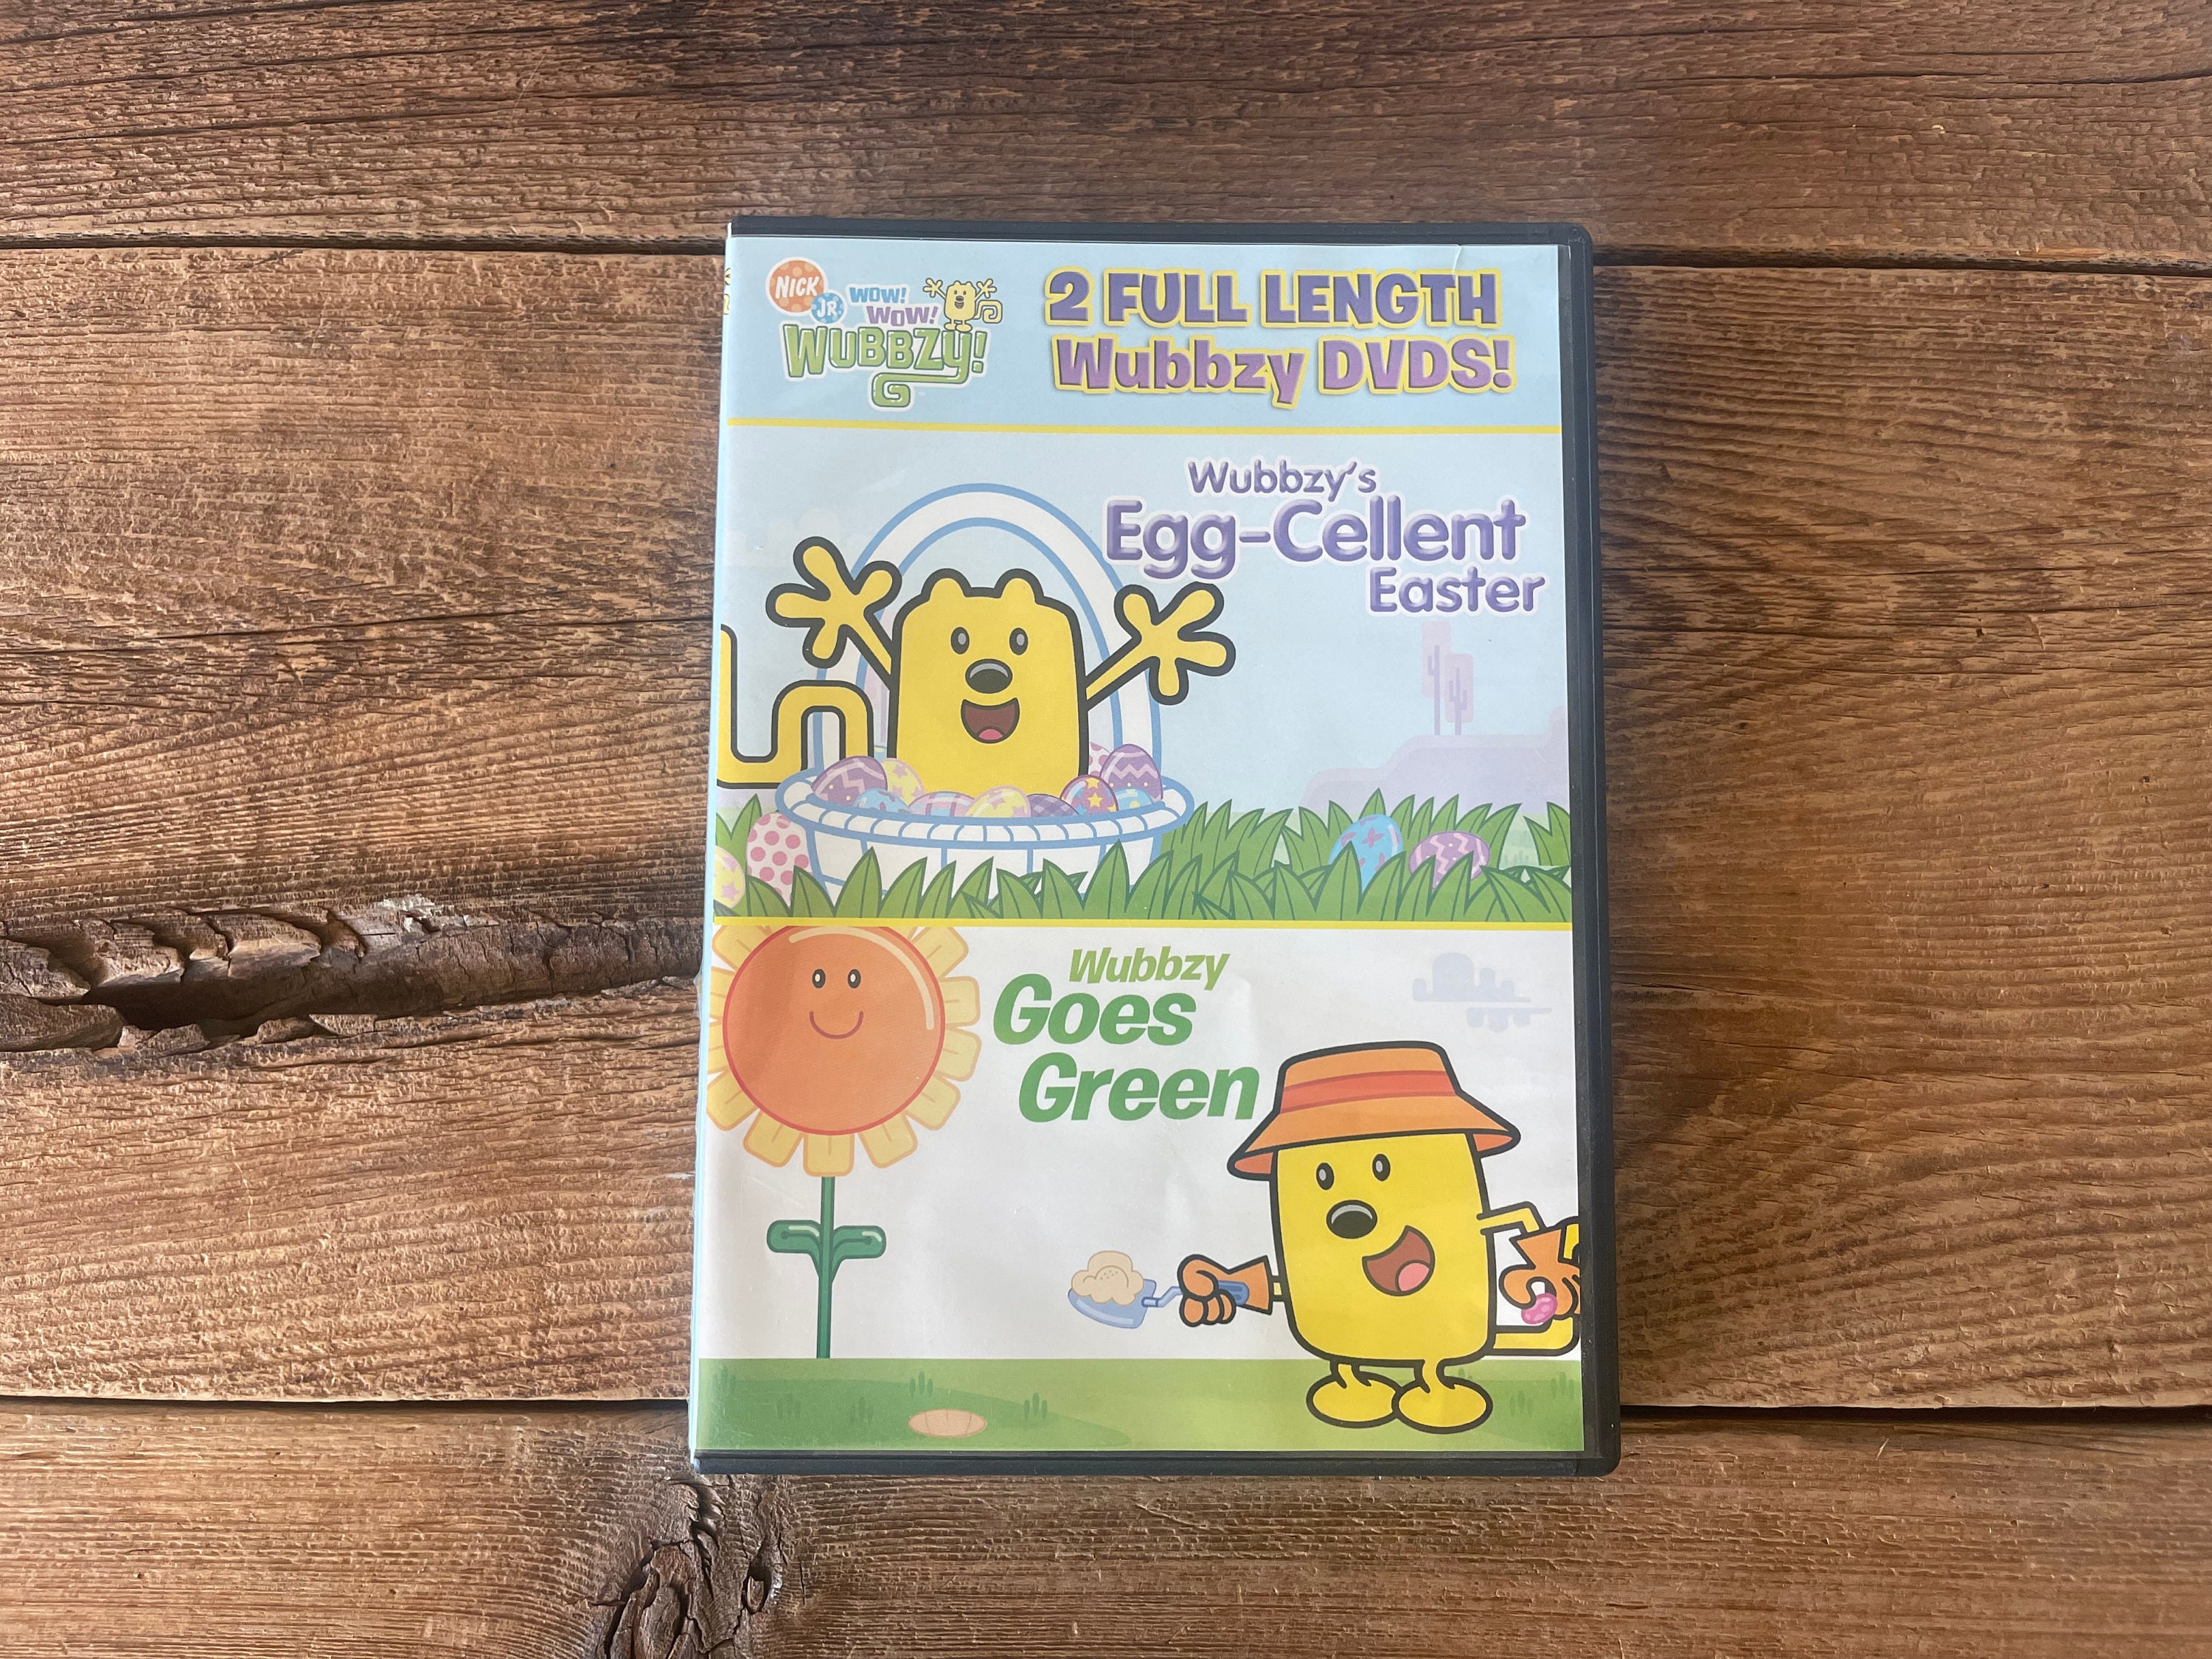 NICK
JR.
WOW!
WOW!
WUBBZY!
2 FULL LENGTH
Wubbzy DVDS!
Wubbzy's
Egg-Cellent
Easter
Wubbzy
Goes
Green